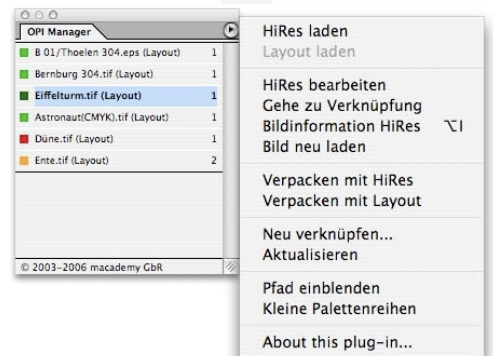 OPI Manager
B 01/Thoelen 304.eps (Layout) 1
Bernburg 304.tif (Layout) 1
Eiffelturm.tif (Layout) 1
Astronaut(CMYK).tif (Layout) 1
Düne.tif (Layout) 1
Ente.tif (Layout) 2
© 2003-2006 macademy GbR
HiRes laden
Layout laden
HiRes bearbeiten
Gehe zu Verknüpfung
Bildinformation HiRes ⌥I
Bild neu laden
Verpacken mit HiRes
Verpacken mit Layout
Neu verknüpfen...
Aktualisieren
Pfad einblenden
Kleine Palettenreihen
About this plug-in...